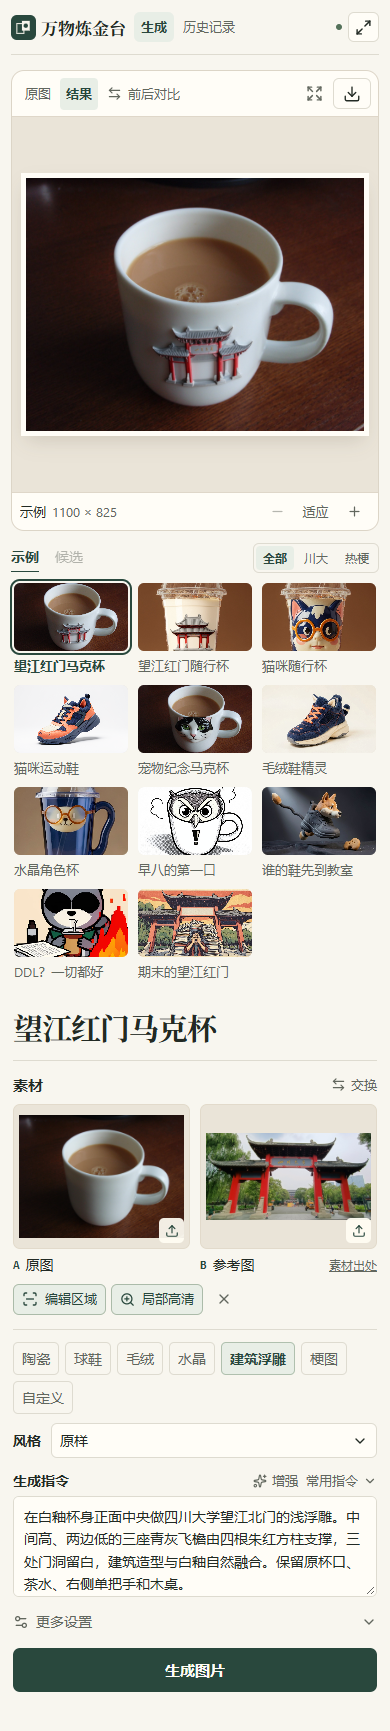 万物炼金台 生成 历史记录
原图 结果 前后对比
示例 1100 × 825 适应
示例 候选 全部 川大 热梗
望江红门马克杯 望江红门随行杯 猫咪随行杯
猫咪运动鞋 宠物纪念马克杯 毛绒鞋精灵
水晶角色杯 早八的第一口 谁的鞋先到教室
DDL？一切都好 期末的望江红门
望江红门马克杯
素材 交换
A 原图 B 参考图 素材出处
编辑区域 局部高清
陶瓷 球鞋 毛绒 水晶 建筑浮雕 梗图
自定义
风格 原样
生成指令 增强 常用指令
在白釉杯身正面中央做四川大学望江北门的浅浮雕。中
间高、两边低的三座青灰飞檐由四根朱红方柱支撑，三
处门洞留白，建筑造型与白釉自然融合。保留原杯口、
茶水、右侧单把手和木桌。
更多设置
生成图片